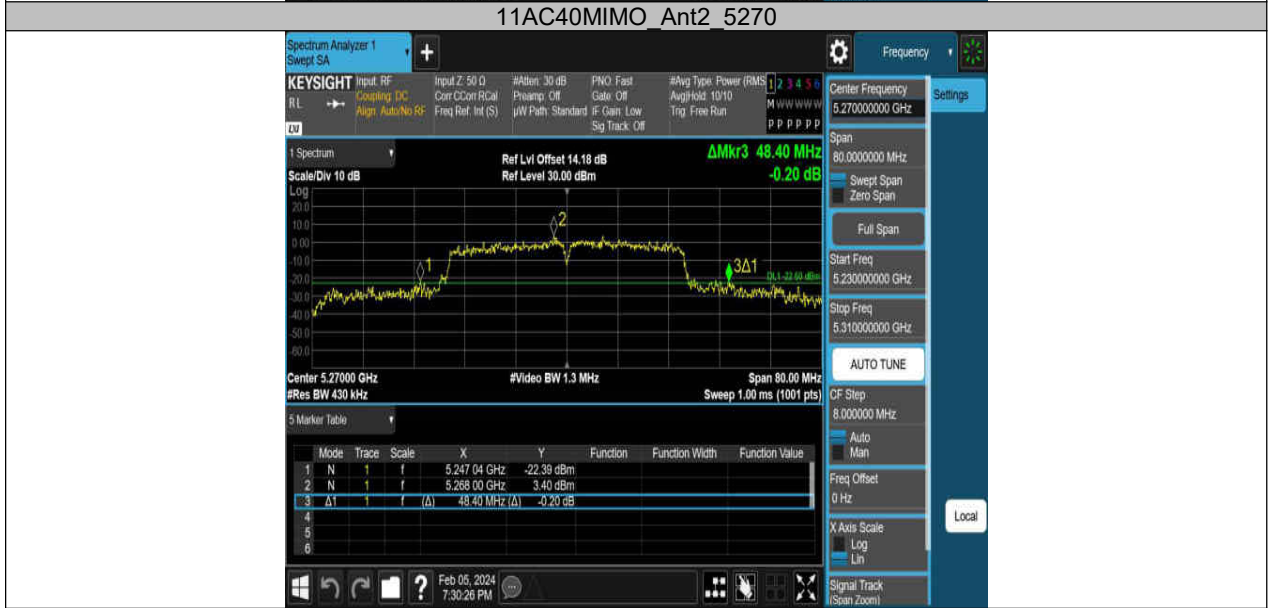 11AC40MIMO_Ant2_5270
Spectrum Analyzer 1
Swept SA
Frequency
KEYSIGHT
RL
Input: RF
Coupling: DC
Align: Auto/No RF
Input Z: 50 Ω
Corr CCorr RCal
Freq Ref: Int (S)
#Atten: 30 dB
Preamp: Off
µW Path: Standard
PNO: Fast
Gate: Off
IF Gain: Low
Sig Track: Off
#Avg Type: Power (RMS
Avg|Hold: 10/10
Trig: Free Run
1 2 3 4 5 6
M W W W W W
P P P P P P
1 Spectrum
Scale/Div 10 dB
Ref Lvl Offset 14.18 dB
Ref Level 30.00 dBm
ΔMkr3 48.40 MHz
-0.20 dB
Log
20.0
10.0
0.00
-10.0
-20.0
-30.0
-40.0
-50.0
-60.0
1
2
3Δ1
DL1 -22.60 dBm
Center 5.27000 GHz
#Res BW 430 kHz
#Video BW 1.3 MHz
Span 80.00 MHz
Sweep 1.00 ms (1001 pts)
5 Marker Table
Mode Trace Scale X Y Function Function Width Function Value
1 N 1 f 5.247 04 GHz -22.39 dBm
2 N 1 f 5.268 00 GHz 3.40 dBm
3 Δ1 1 f (Δ) 48.40 MHz (Δ) -0.20 dB
4
5
6
Feb 05, 2024
7:30:26 PM
Center Frequency
5.270000000 GHz
Settings
Span
80.0000000 MHz
Swept Span
Zero Span
Full Span
Start Freq
5.230000000 GHz
Stop Freq
5.310000000 GHz
AUTO TUNE
CF Step
8.000000 MHz
Auto
Man
Freq Offset
0 Hz
X Axis Scale
Log
Lin
Signal Track
(Span Zoom)
Local